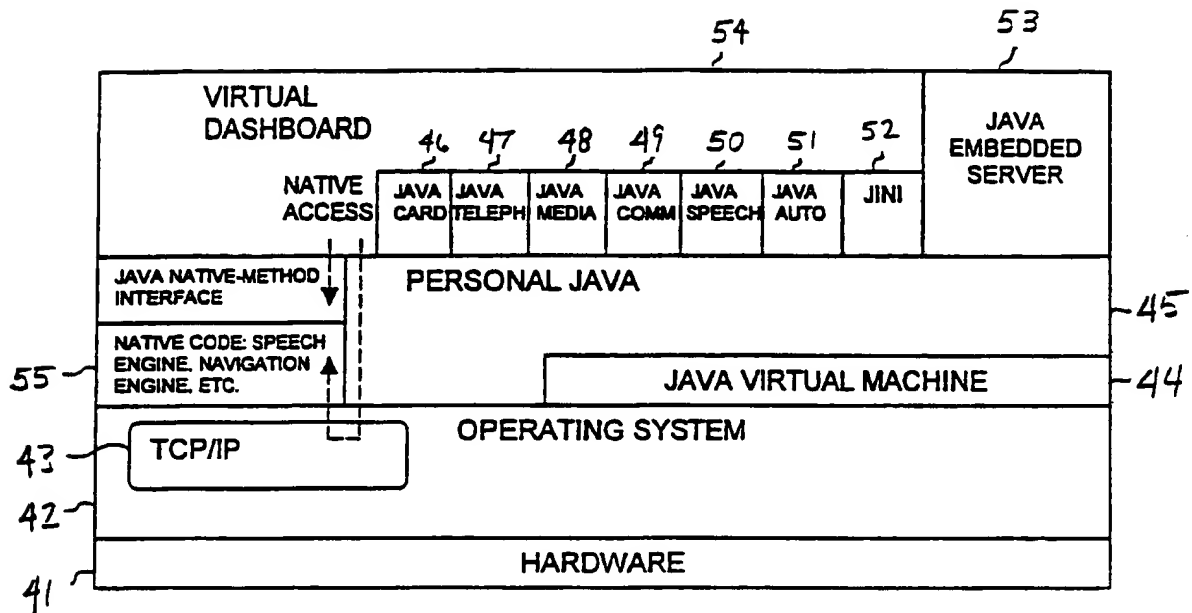 54
53
VIRTUAL
DASHBOARD
46
47
48
49
50
51
52
JAVA
EMBEDDED
SERVER
NATIVE
ACCESS
JAVA
CARD
JAVA
TELEPH
JAVA
MEDIA
JAVA
COMM
JAVA
SPEECH
JAVA
AUTO
JINI
JAVA NATIVE-METHOD
INTERFACE
PERSONAL JAVA
45
NATIVE CODE: SPEECH
ENGINE, NAVIGATION
ENGINE, ETC.
55
JAVA VIRTUAL MACHINE
44
OPERATING SYSTEM
43
TCP/IP
42
HARDWARE
41